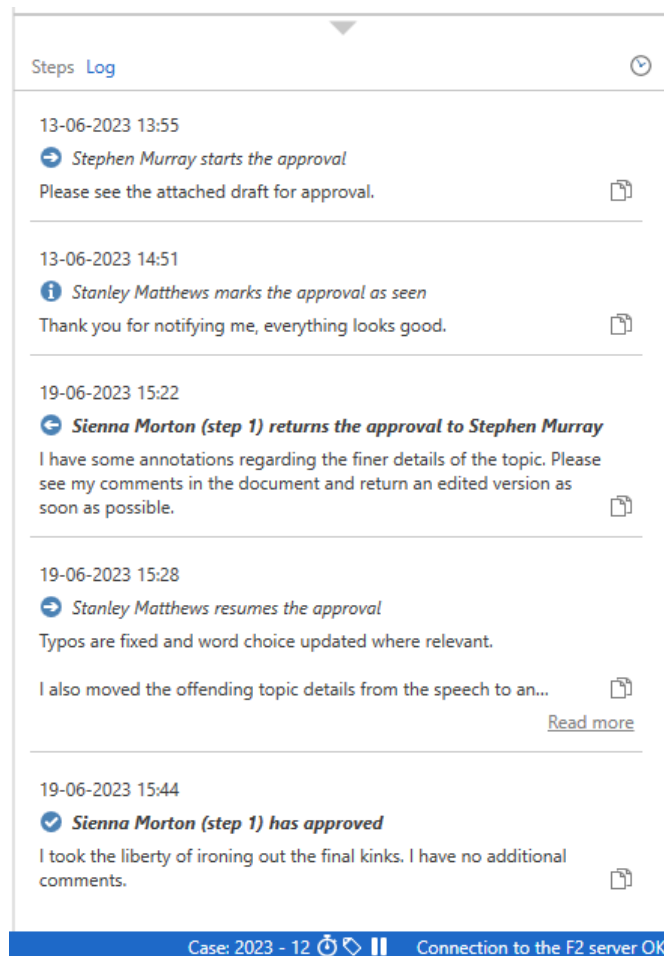 Steps Log
13-06-2023 13:55
Stephen Murray starts the approval
Please see the attached draft for approval.
13-06-2023 14:51
Stanley Matthews marks the approval as seen
Thank you for notifying me, everything looks good.
19-06-2023 15:22
Sienna Morton (step 1) returns the approval to Stephen Murray
I have some annotations regarding the finer details of the topic. Please
see my comments in the document and return an edited version as
soon as possible.
19-06-2023 15:28
Stanley Matthews resumes the approval
Typos are fixed and word choice updated where relevant.
I also moved the offending topic details from the speech to an...
Read more
19-06-2023 15:44
Sienna Morton (step 1) has approved
I took the liberty of ironing out the final kinks. I have no additional
comments.
Case: 2023 - 12 Connection to the F2 server OK